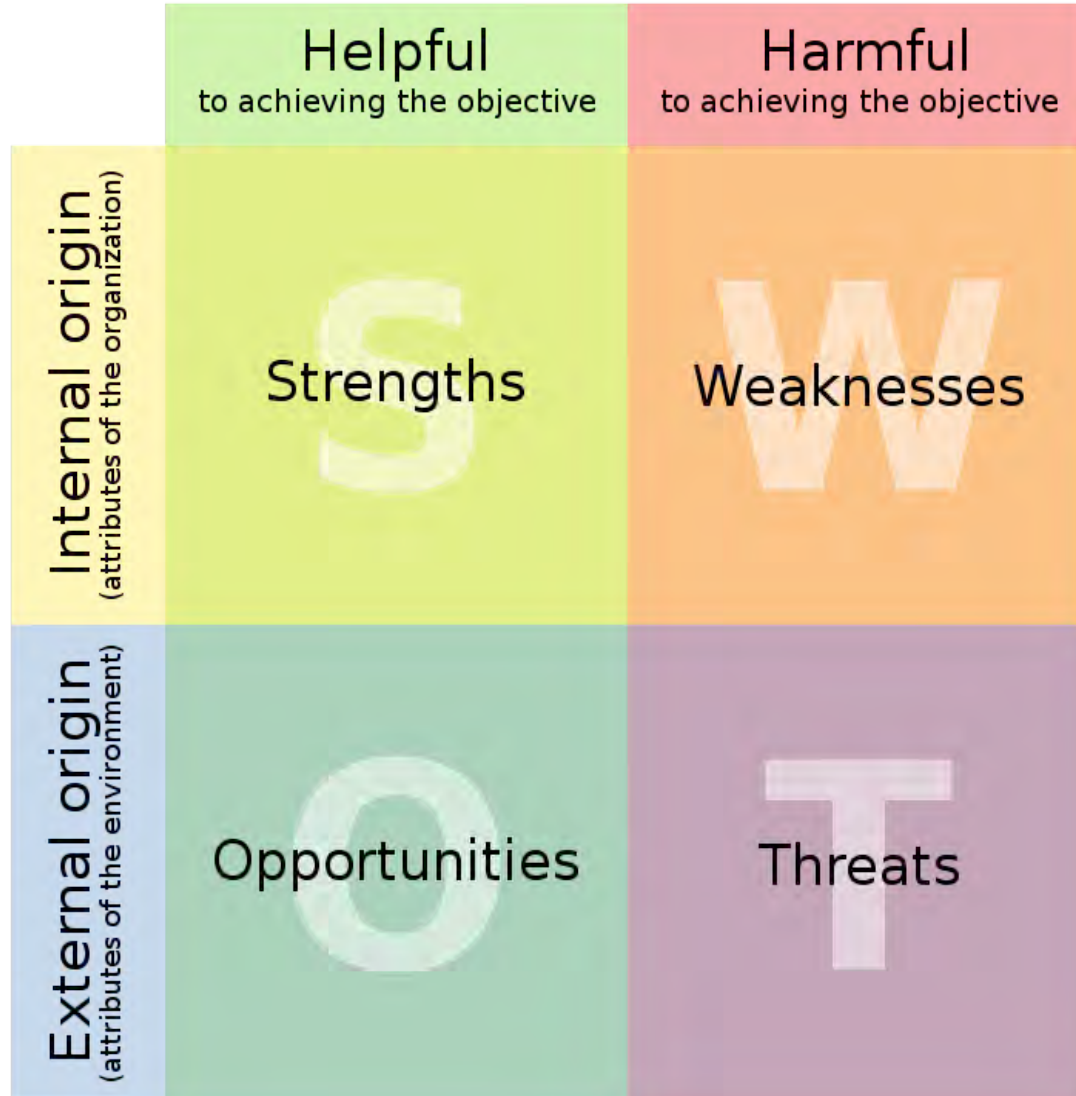 Helpful
to achieving the objective
Harmful
to achieving the objective
Internal origin
(attributes of the organization)
S
Strengths
W
Weaknesses
External origin
(attributes of the environment)
O
Opportunities
T
Threats